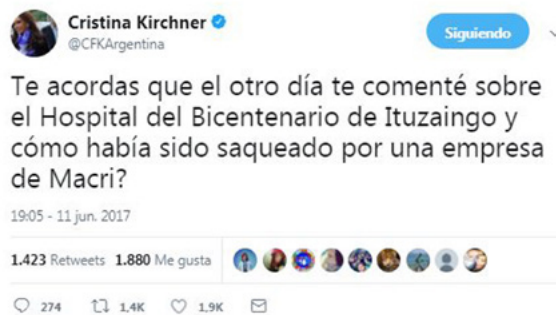 Cristina Kirchner
@CFKArgentina
Siguiendo
Te acordas que el otro día te comenté sobre
el Hospital del Bicentenario de Ituzaingo y
cómo había sido saqueado por una empresa
de Macri?
19:05 - 11 jun. 2017
1.423 Retweets 1.880 Me gusta
274 1,4K 1,9K